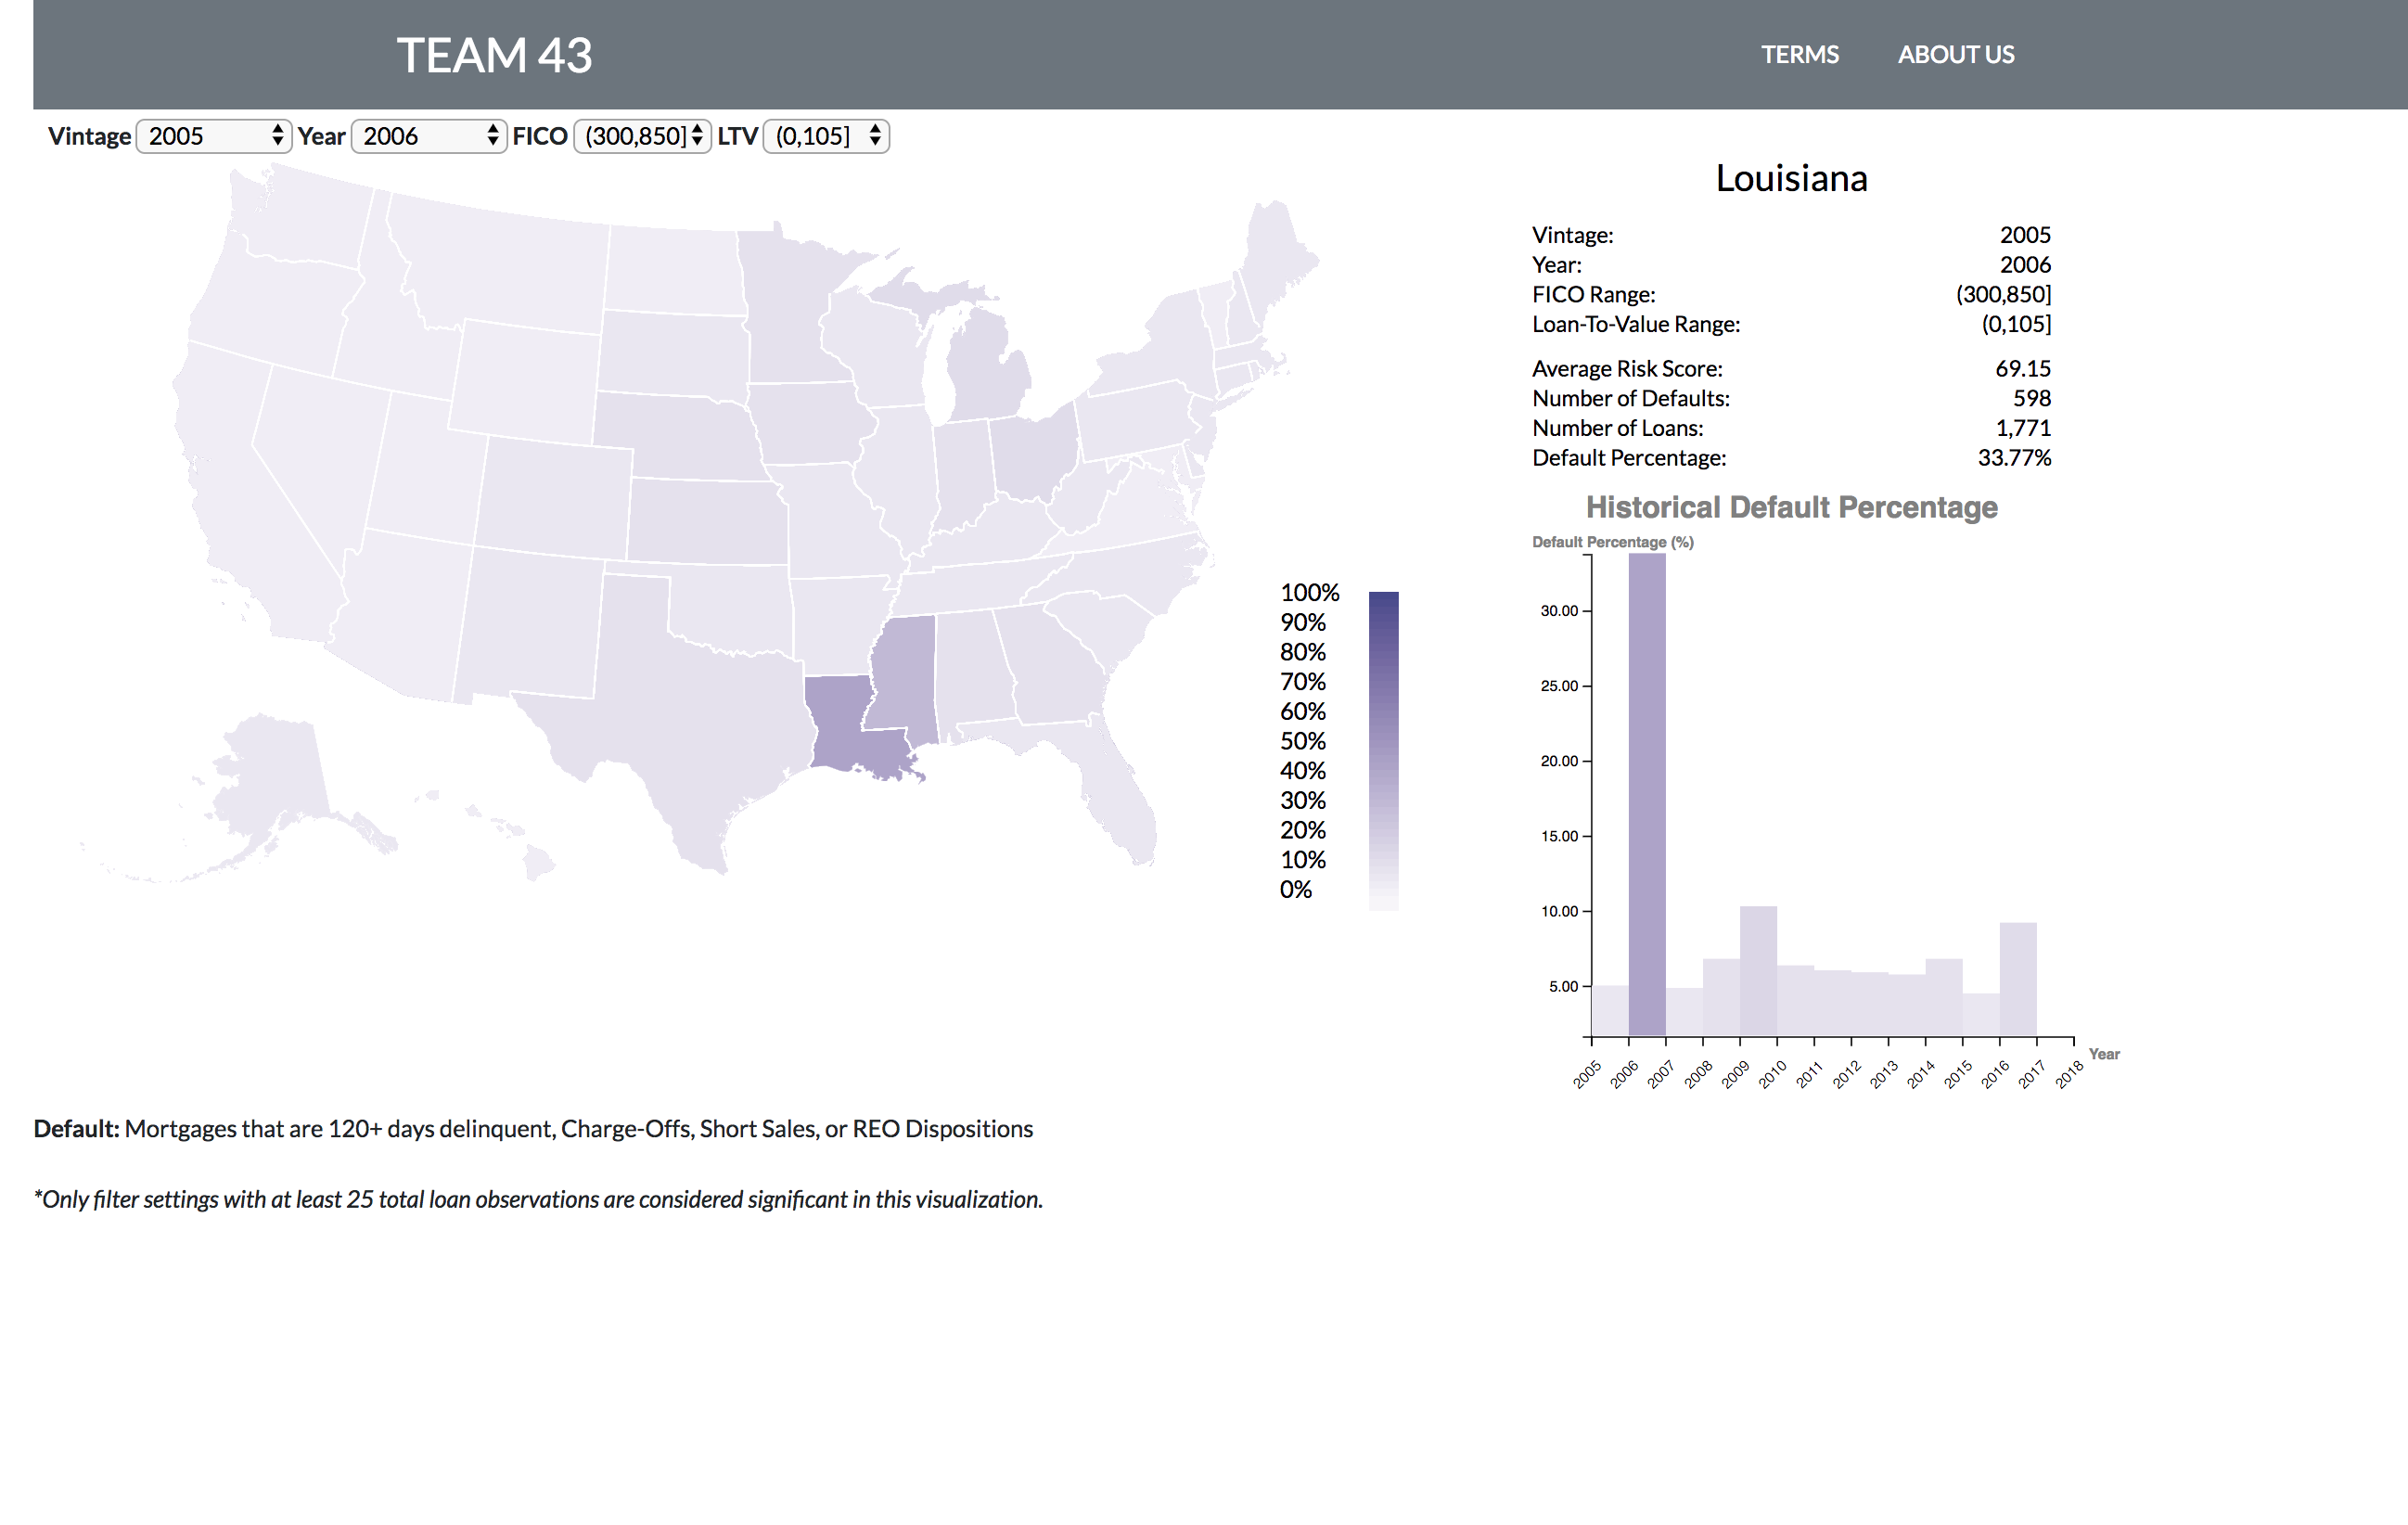 TEAM 43 TERMS ABOUT US
Vintage 2005 Year 2006 FICO (300,850] LTV (0,105]
Louisiana
Vintage: 2005
Year: 2006
FICO Range: (300,850]
Loan-To-Value Range: (0,105]
Average Risk Score: 69.15
Number of Defaults: 598
Number of Loans: 1,771
Default Percentage: 33.77%
100%
90%
80%
70%
60%
50%
40%
30%
20%
10%
0%
Historical Default Percentage
Default Percentage (%)
30.00
25.00
20.00
15.00
10.00
5.00
2005 2006 2007 2008 2009 2010 2011 2012 2013 2014 2015 2016 2017 2018
Year
Default: Mortgages that are 120+ days delinquent, Charge-Offs, Short Sales, or REO Dispositions
*Only filter settings with at least 25 total loan observations are considered significant in this visualization.